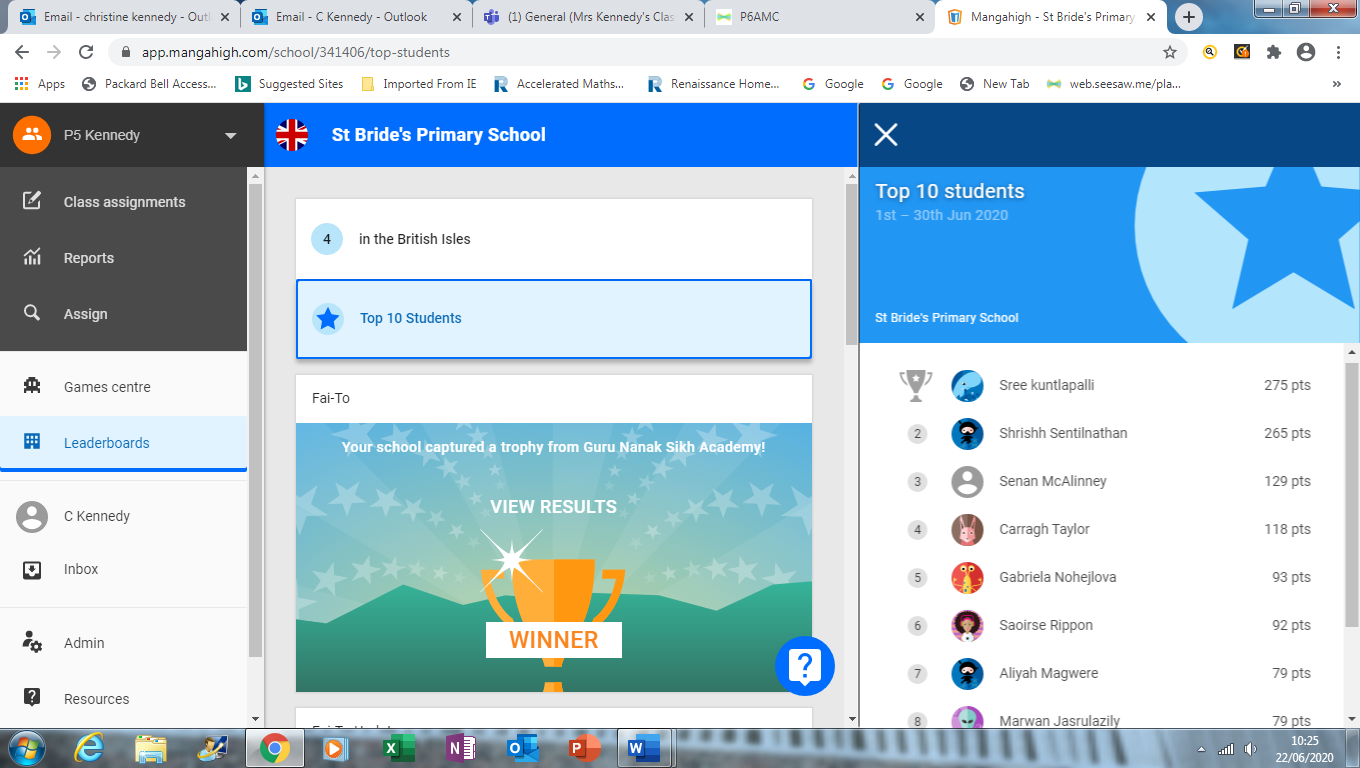 Email - christine kennedy - Outl
Email - C Kennedy - Outlook
(1) General (Mrs Kennedy's Clas
P6AMC
Mangahigh - St Bride's Primary
app.mangahigh.com/school/341406/top-students
Apps
Packard Bell Access...
Suggested Sites
Imported From IE
Accelerated Maths...
Renaissance Home...
Google
Google
New Tab
web.seesaw.me/pla...
P5 Kennedy
Class assignments
Reports
Assign
Games centre
Leaderboards
C Kennedy
Inbox
Admin
Resources
St Bride's Primary School
4 in the British Isles
Top 10 Students
Fai-To
Your school captured a trophy from Guru Nanak Sikh Academy!
VIEW RESULTS
WINNER
Top 10 students
1st – 30th Jun 2020
St Bride's Primary School
Sree kuntlapalli 275 pts
2 Shrishh Sentilnathan 265 pts
3 Senan McAlinney 129 pts
4 Carragh Taylor 118 pts
5 Gabriela Nohejlova 93 pts
6 Saoirse Rippon 92 pts
7 Aliyah Magwere 79 pts
8 Marwan Jasrulazily 79 pts
10:25
22/06/2020